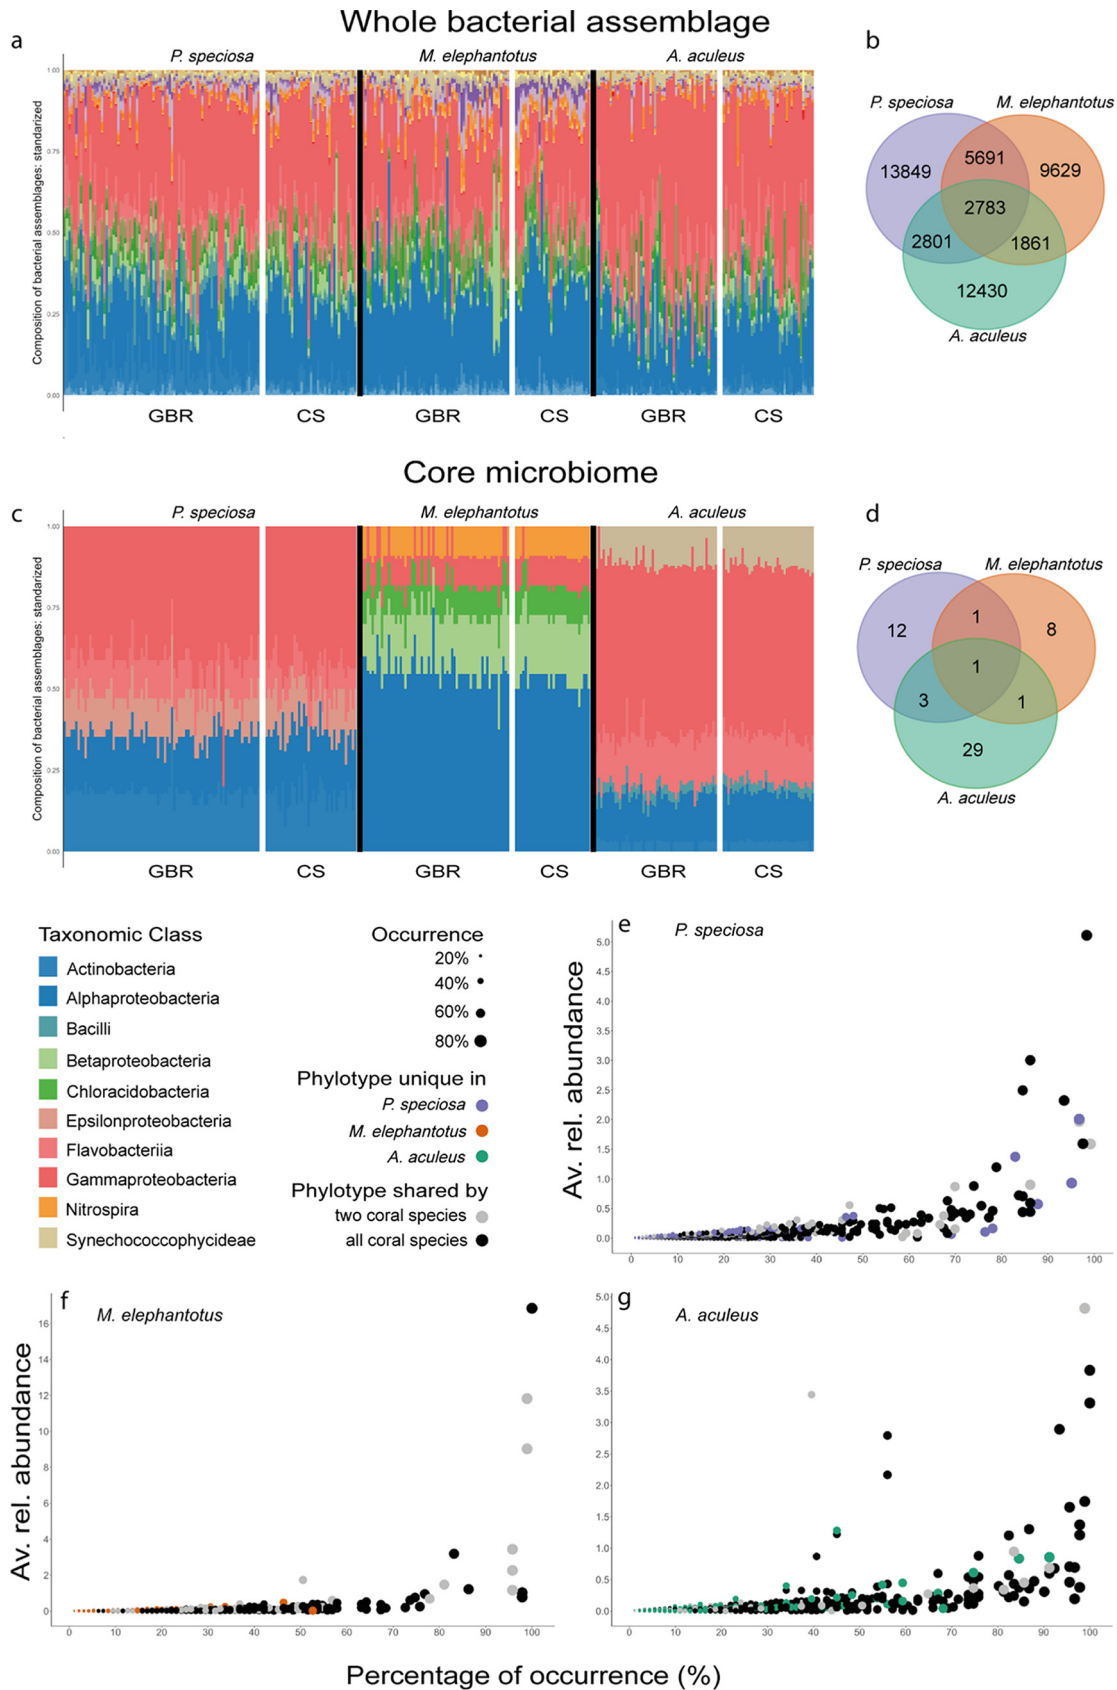 Whole bacterial assemblage
a
P. speciosa
M. elephantotus
A. aculeus
b
Composition of bacterial assemblages: standarized
1.00
0.75
0.50
0.25
0.00
GBR
CS
GBR
CS
GBR
CS
P. speciosa
M. elephantotus
13849
5691
9629
2783
2801
1861
12430
A. aculeus
Core microbiome
c
P. speciosa
M. elephantotus
A. aculeus
d
Composition of bacterial assemblages: standarized
1.00
0.75
0.50
0.25
0.00
GBR
CS
GBR
CS
GBR
CS
P. speciosa
M. elephantotus
12
1
8
1
3
1
29
A. aculeus
Taxonomic Class
Actinobacteria
Alphaproteobacteria
Bacilli
Betaproteobacteria
Chloracidobacteria
Epsilonproteobacteria
Flavobacteriia
Gammaproteobacteria
Nitrospira
Synechococcophycideae
Occurrence
20%
40%
60%
80%
Phylotype unique in
P. speciosa
M. elephantotus
A. aculeus
Phylotype shared by
two coral species
all coral species
e
P. speciosa
Av. rel. abundance
5.0
4.5
4.0
3.5
3.0
2.5
2.0
1.5
1.0
0.5
0.0
0 10 20 30 40 50 60 70 80 90 100
f
M. elephantotus
Av. rel. abundance
16
14
12
10
8
6
4
2
0
0 10 20 30 40 50 60 70 80 90 100
g
A. aculeus
5.0
4.5
4.0
3.5
3.0
2.5
2.0
1.5
1.0
0.5
0.0
0 10 20 30 40 50 60 70 80 90 100
Percentage of occurrence (%)